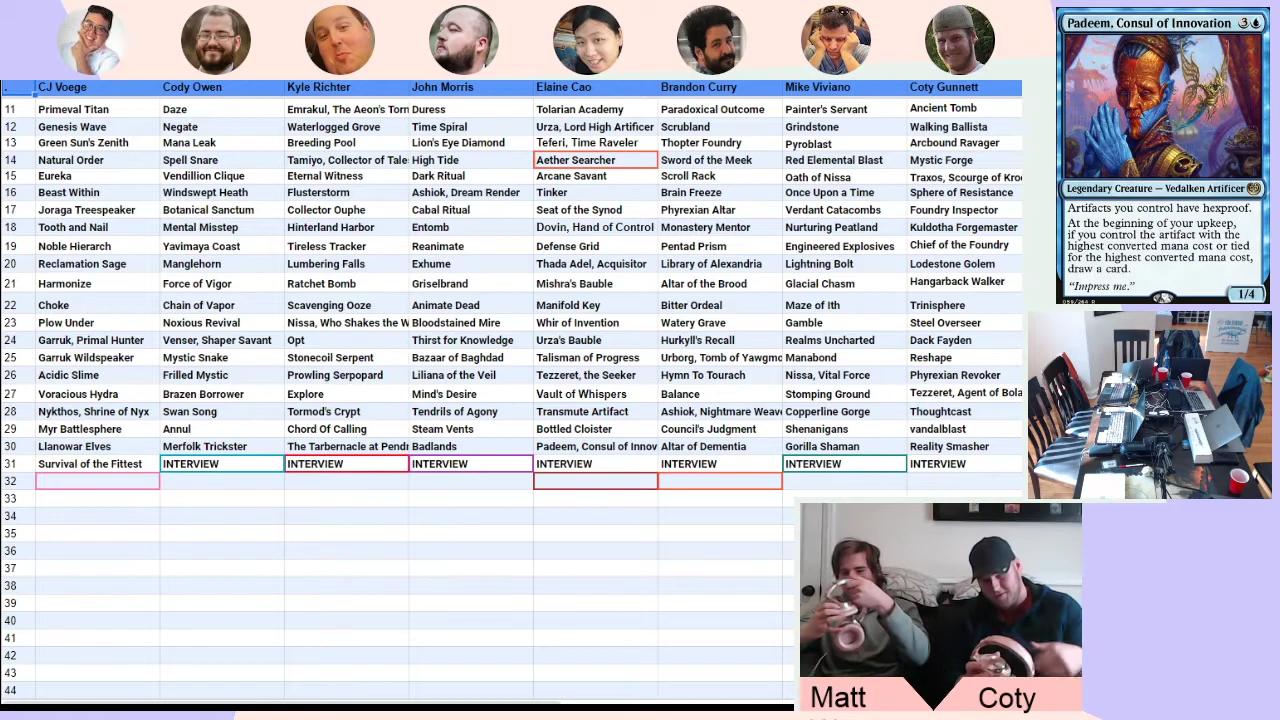 . CJ Voege Cody Owen Kyle Richter John Morris Elaine Cao Brandon Curry Mike Viviano Coty Gunnett
11 Primeval Titan Daze Emrakul, The Aeon's Torn Duress Tolarian Academy Paradoxical Outcome Painter's Servant Ancient Tomb
12 Genesis Wave Negate Waterlogged Grove Time Spiral Urza, Lord High Artificer Scrubland Grindstone Walking Ballista
13 Green Sun's Zenith Mana Leak Breeding Pool Lion's Eye Diamond Teferi, Time Raveler Thopter Foundry Pyroblast Arcbound Ravager
14 Natural Order Spell Snare Tamiyo, Collector of Tale High Tide Aether Searcher Sword of the Meek Red Elemental Blast Mystic Forge
15 Eureka Vendillion Clique Eternal Witness Dark Ritual Arcane Savant Scroll Rack Oath of Nissa Traxos, Scourge of Kro
16 Beast Within Windswept Heath Flusterstorm Ashiok, Dream Render Tinker Brain Freeze Once Upon a Time Sphere of Resistance
17 Joraga Treespeaker Botanical Sanctum Collector Ouphe Cabal Ritual Seat of the Synod Phyrexian Altar Verdant Catacombs Foundry Inspector
18 Tooth and Nail Mental Misstep Hinterland Harbor Entomb Dovin, Hand of Control Monastery Mentor Nurturing Peatland Kuldotha Forgemaster
19 Noble Hierarch Yavimaya Coast Tireless Tracker Reanimate Defense Grid Pentad Prism Engineered Explosives Chief of the Foundry
20 Reclamation Sage Manglehorn Lumbering Falls Exhume Thada Adel, Acquisitor Library of Alexandria Lightning Bolt Lodestone Golem
21 Harmonize Force of Vigor Ratchet Bomb Griselbrand Mishra's Bauble Altar of the Brood Glacial Chasm Hangarback Walker
22 Choke Chain of Vapor Scavenging Ooze Animate Dead Manifold Key Bitter Ordeal Maze of Ith Trinisphere
23 Plow Under Noxious Revival Nissa, Who Shakes the W Bloodstained Mire Whir of Invention Watery Grave Gamble Steel Overseer
24 Garruk, Primal Hunter Venser, Shaper Savant Opt Thirst for Knowledge Urza's Bauble Hurkyll's Recall Realms Uncharted Dack Fayden
25 Garruk Wildspeaker Mystic Snake Stonecoil Serpent Bazaar of Baghdad Talisman of Progress Urborg, Tomb of Yawgmo Manabond Reshape
26 Acidic Slime Frilled Mystic Prowling Serpopard Liliana of the Veil Tezzeret, the Seeker Hymn To Tourach Nissa, Vital Force Phyrexian Revoker
27 Voracious Hydra Brazen Borrower Explore Mind's Desire Vault of Whispers Balance Stomping Ground Tezzeret, Agent of Bola
28 Nykthos, Shrine of Nyx Swan Song Tormod's Crypt Tendrils of Agony Transmute Artifact Ashiok, Nightmare Weave Copperline Gorge Thoughtcast
29 Myr Battlesphere Annul Chord Of Calling Steam Vents Bottled Cloister Council's Judgment Shenanigans vandalblast
30 Llanowar Elves Merfolk Trickster The Tarbernacle at Pendr Badlands Padeem, Consul of Innov Altar of Dementia Gorilla Shaman Reality Smasher
31 Survival of the Fittest INTERVIEW INTERVIEW INTERVIEW INTERVIEW INTERVIEW INTERVIEW INTERVIEW
32
33
34
35
36
37
38
39
40
41
42
43
44
Padeem, Consul of Innovation 3
Legendary Creature — Vedalken Artificer
Artifacts you control have hexproof.
At the beginning of your upkeep,
if you control the artifact with the
highest converted mana cost or tied
for the highest converted mana cost,
draw a card.
"Impress me."
1/4
Matt Coty